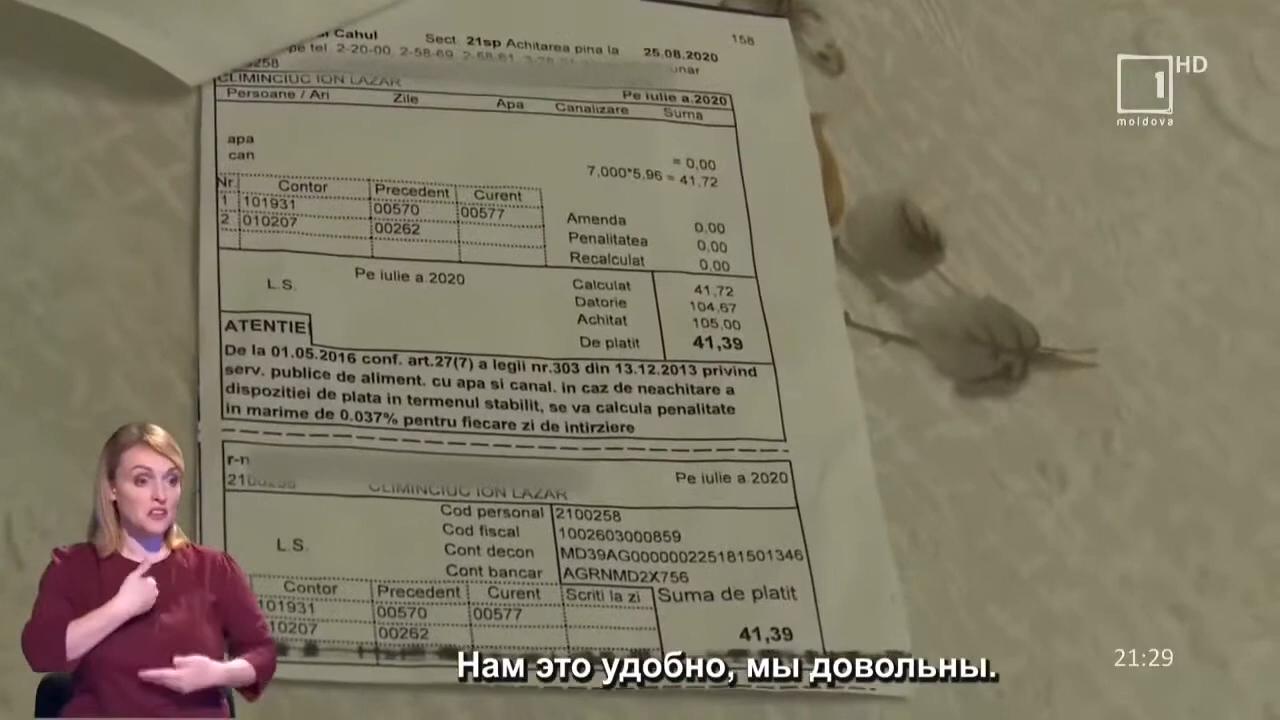 Cahul Sect. 21sp Achitarea pina la 25.08.2020 158
pe tel. 2-20-00, 2-58-69,
258
CLIMINCIUC ION LAZAR
Persoane / Ari Zile Apa Canalizare Suma
Pe iulie a.2020
apa = 0,00
can 7,000*5,96 = 41,72
Nr. Contor Precedent Curent
1 101931 00570 00577
2 010207 00262
Amenda 0,00
Penalitatea 0,00
Recalculat 0,00
L.S. Pe iulie a.2020
Calculat 41,72
Datorie 104,67
Achitat 105,00
De platit 41,39
ATENTIE
De la 01.05.2016 conf. art.27(7) a legii nr.303 din 13.12.2013 privind
serv. publice de aliment. cu apa si canal. in caz de neachitare a
dispozitiei de plata in termenul stabilit, se va calcula penalitate
in marime de 0.037% pentru fiecare zi de intirziere
r-n Pe iulie a 2020
CLIMINCIUC ION LAZAR
Cod personal 2100258
Cod fiscal 1002603000859
L.S. Cont decon MD39AG000000225181501346
Cont bancar AGRNMD2X756
Contor Precedent Curent Scriti la zi Suma de platit
101931 00570 00577
10207 00262 41,39
1 HD
moldova
Нам это удобно, мы довольны.
21:29